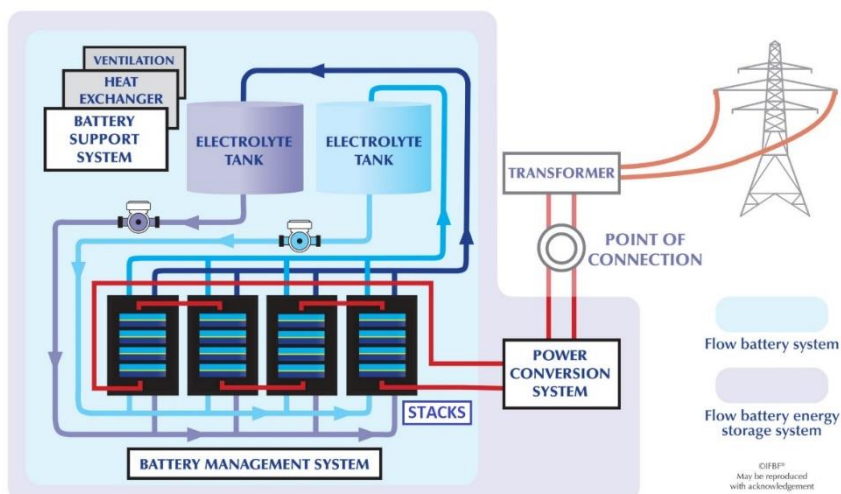 VENTILATION
HEAT
EXCHANGER
BATTERY
SUPPORT
SYSTEM
ELECTROLYTE
TANK
ELECTROLYTE
TANK
TRANSFORMER
POINT OF
CONNECTION
POWER
CONVERSION
SYSTEM
STACKS
BATTERY MANAGEMENT SYSTEM
Flow battery system
Flow battery energy
storage system
©IFBF®
May be reproduced
with acknowledgement